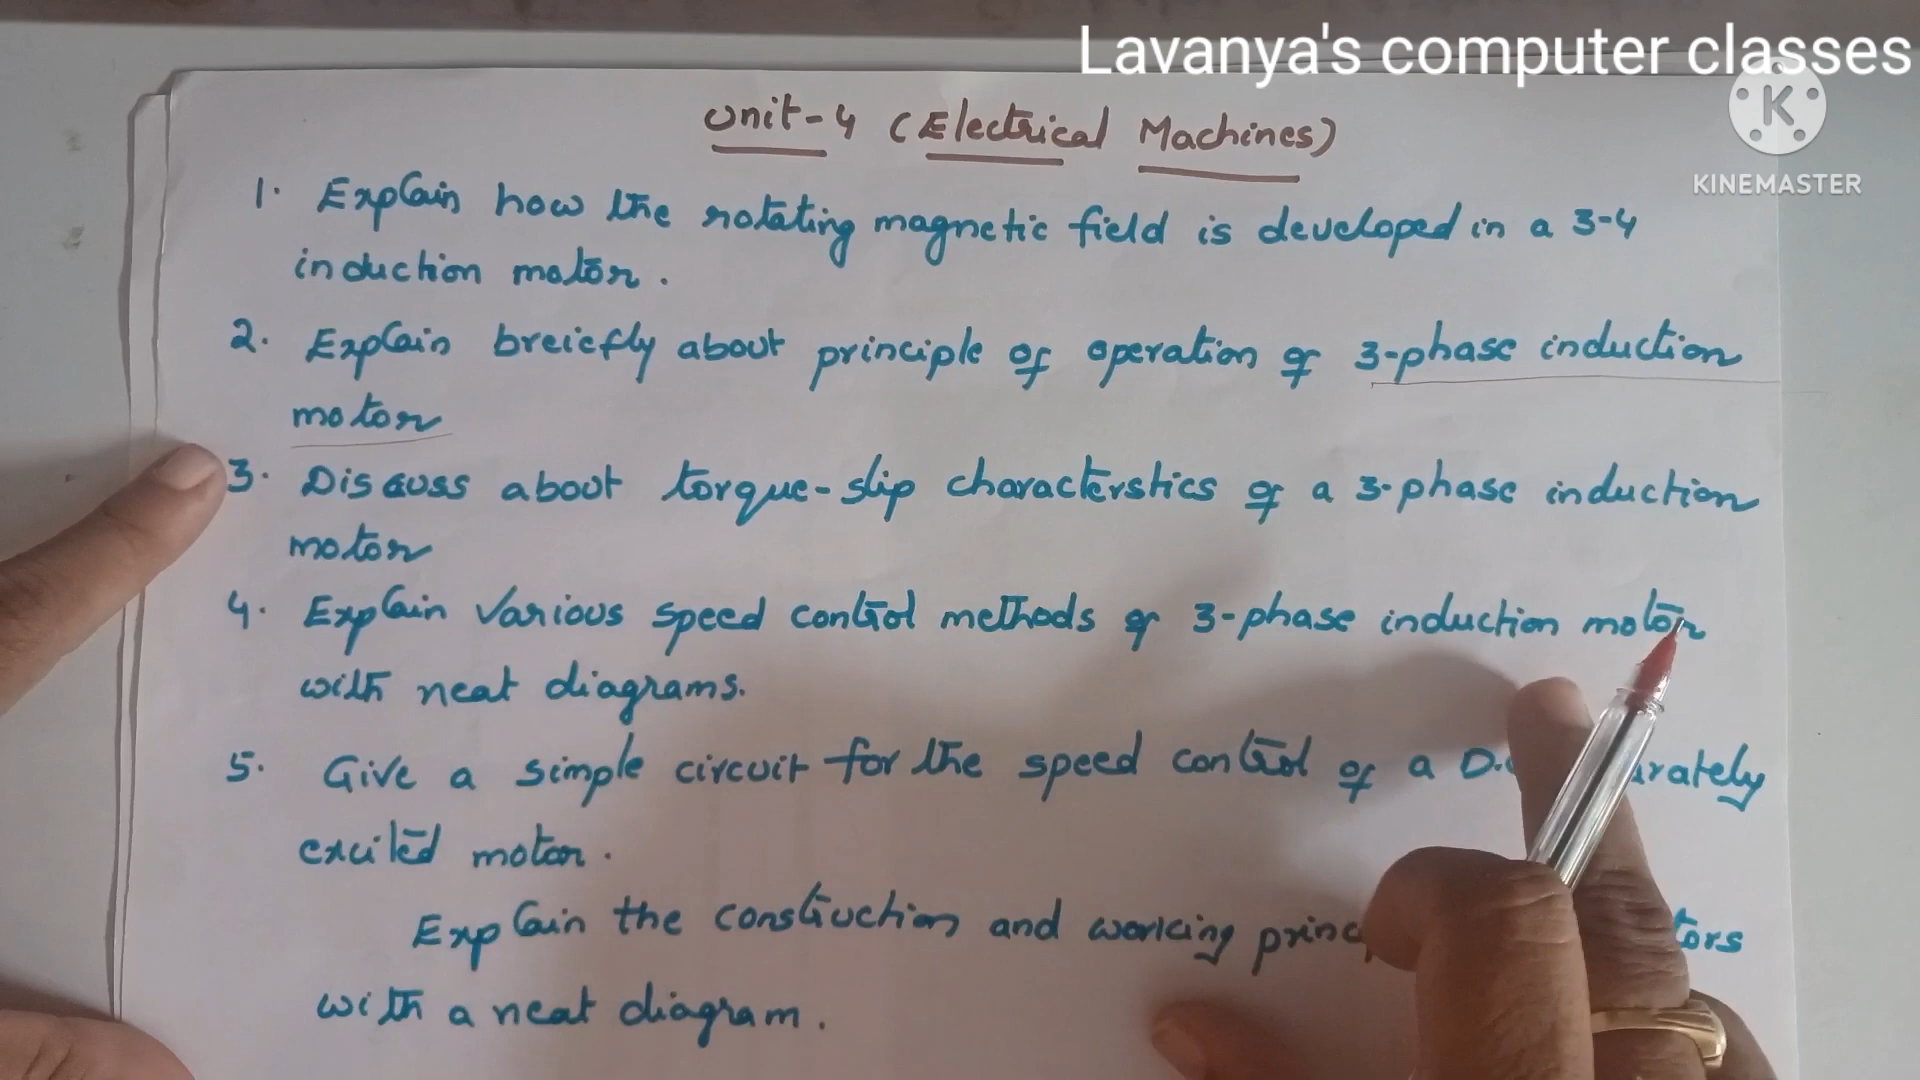 Lavanya's computer classes
KINEMASTER
Unit-4 (Electrical Machines)
1. Explain how the rotating magnetic field is developed in a 3-4
induction motor.
2. Explain breiefly about principle of operation of 3-phase induction
motor
3. Discuss about torque-slip characterstics of a 3-phase induction
motor
4. Explain various speed control methods of 3-phase induction motor
with neat diagrams.
5. Give a simple circuit for the speed control of a
excited motor.
Explain the construction and working
with a neat diagram.